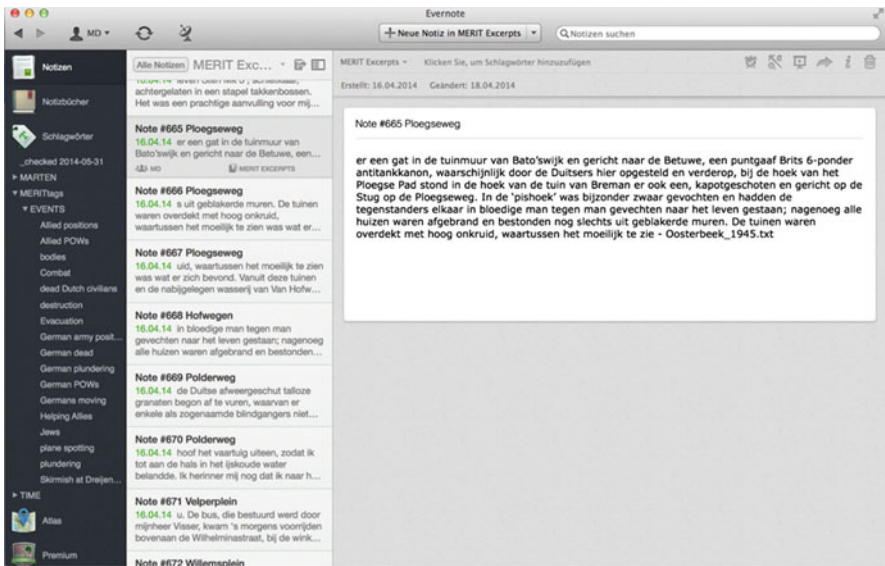 Evernote
MD
Neue Notiz in MERIT Excerpts
Notizen suchen
Notizen
Notizbücher
Schlagwörter
_checked 2014-05-31
MARTEN
MERITtags
EVENTS
Allied positions
Allied POWs
bodies
Combat
dead Dutch civilians
destruction
Evacuation
German army posit...
German dead
German plundering
German POWs
Germans moving
Helping Allies
Jews
plane spotting
plundering
Skirmish at Dreijen...
TIME
Atlas
Premium
Alle Notizen MERIT Exc...
achtergelaten in een stapel takkenbossen.
Het was een prachtige aanvulling voor mij...
Note #665 Ploegseweg
16.04.14 er een gat in de tuinmuur van
Bato'swijk en gericht naar de Betuwe, een...
MD MERIT EXCERPTS
Note #666 Ploegseweg
16.04.14 s uit geblakerde muren. De tuinen
waren overdekt met hoog onkruid,
waartussen het moeilijk te zien was wat er...
Note #667 Ploegseweg
16.04.14 uid, waartussen het moeilijk te zien
was wat er zich bevond. Vanuit deze tuinen
en de nabijgelegen wasserij van Van Hofw...
Note #668 Hofwegen
16.04.14 in bloedige man tegen man
gevechten naar het leven gestaan; nagenoeg
alle huizen waren afgebrand en bestonden...
Note #669 Polderweg
16.04.14 de Duitse afweergeschut talloze
granaten begon af te vuren, waarvan er
enkele als zogenaamde blindgangers niet...
Note #670 Polderweg
16.04.14 hoof het vaartuig uiteen, zodat ik
tot aan de hals in het ijskoude water
belandde. Ik herinner mij nog dat ik naar h...
Note #671 Velperplein
16.04.14 u. De bus, die bestuurd werd door
mijnheer Visser, kwam 's morgens voorrijden
bovenaan de Wilhelminastraat, bij de wink...
Note #672 Willemsplein
MERIT Excerpts Klicken Sie, um Schlagwörter hinzuzufügen
Erstellt: 16.04.2014 Geändert: 18.04.2014
Note #665 Ploegseweg
er een gat in de tuinmuur van Bato'swijk en gericht naar de Betuwe, een puntgaaf Brits 6-ponder
antitankkanon, waarschijnlijk door de Duitsers hier opgesteld en verderop, bij de hoek van het
Ploegse Pad stond in de hoek van de tuin van Breman er ook een, kapotgeschoten en gericht op de
Stug op de Ploegseweg. In de 'pishoek' was bijzonder zwaar gevochten en hadden de
tegenstanders elkaar in bloedige man tegen man gevechten naar het leven gestaan; nagenoeg alle
huizen waren afgebrand en bestonden nog slechts uit geblakerde muren. De tuinen waren
overdekt met hoog onkruid, waartussen het moeilijk te zie - Oosterbeek_1945.txt